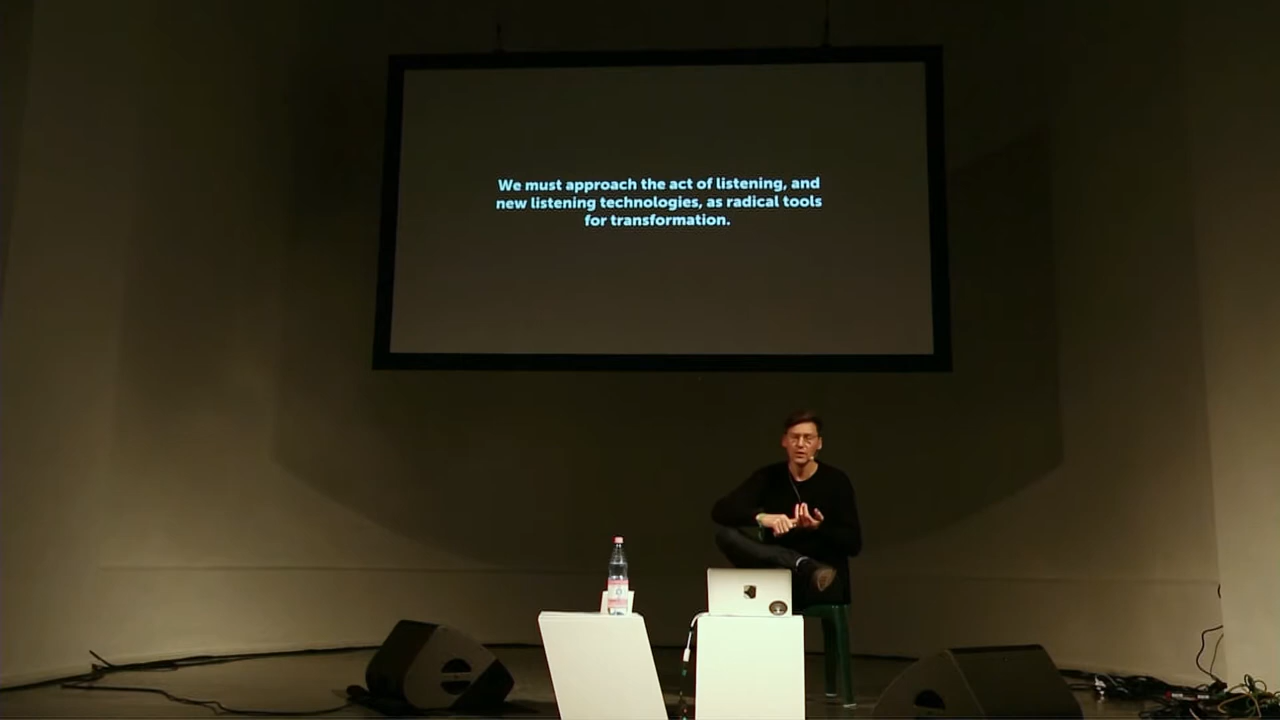 We must approach the act of listening, and
new listening technologies, as radical tools
for transformation.